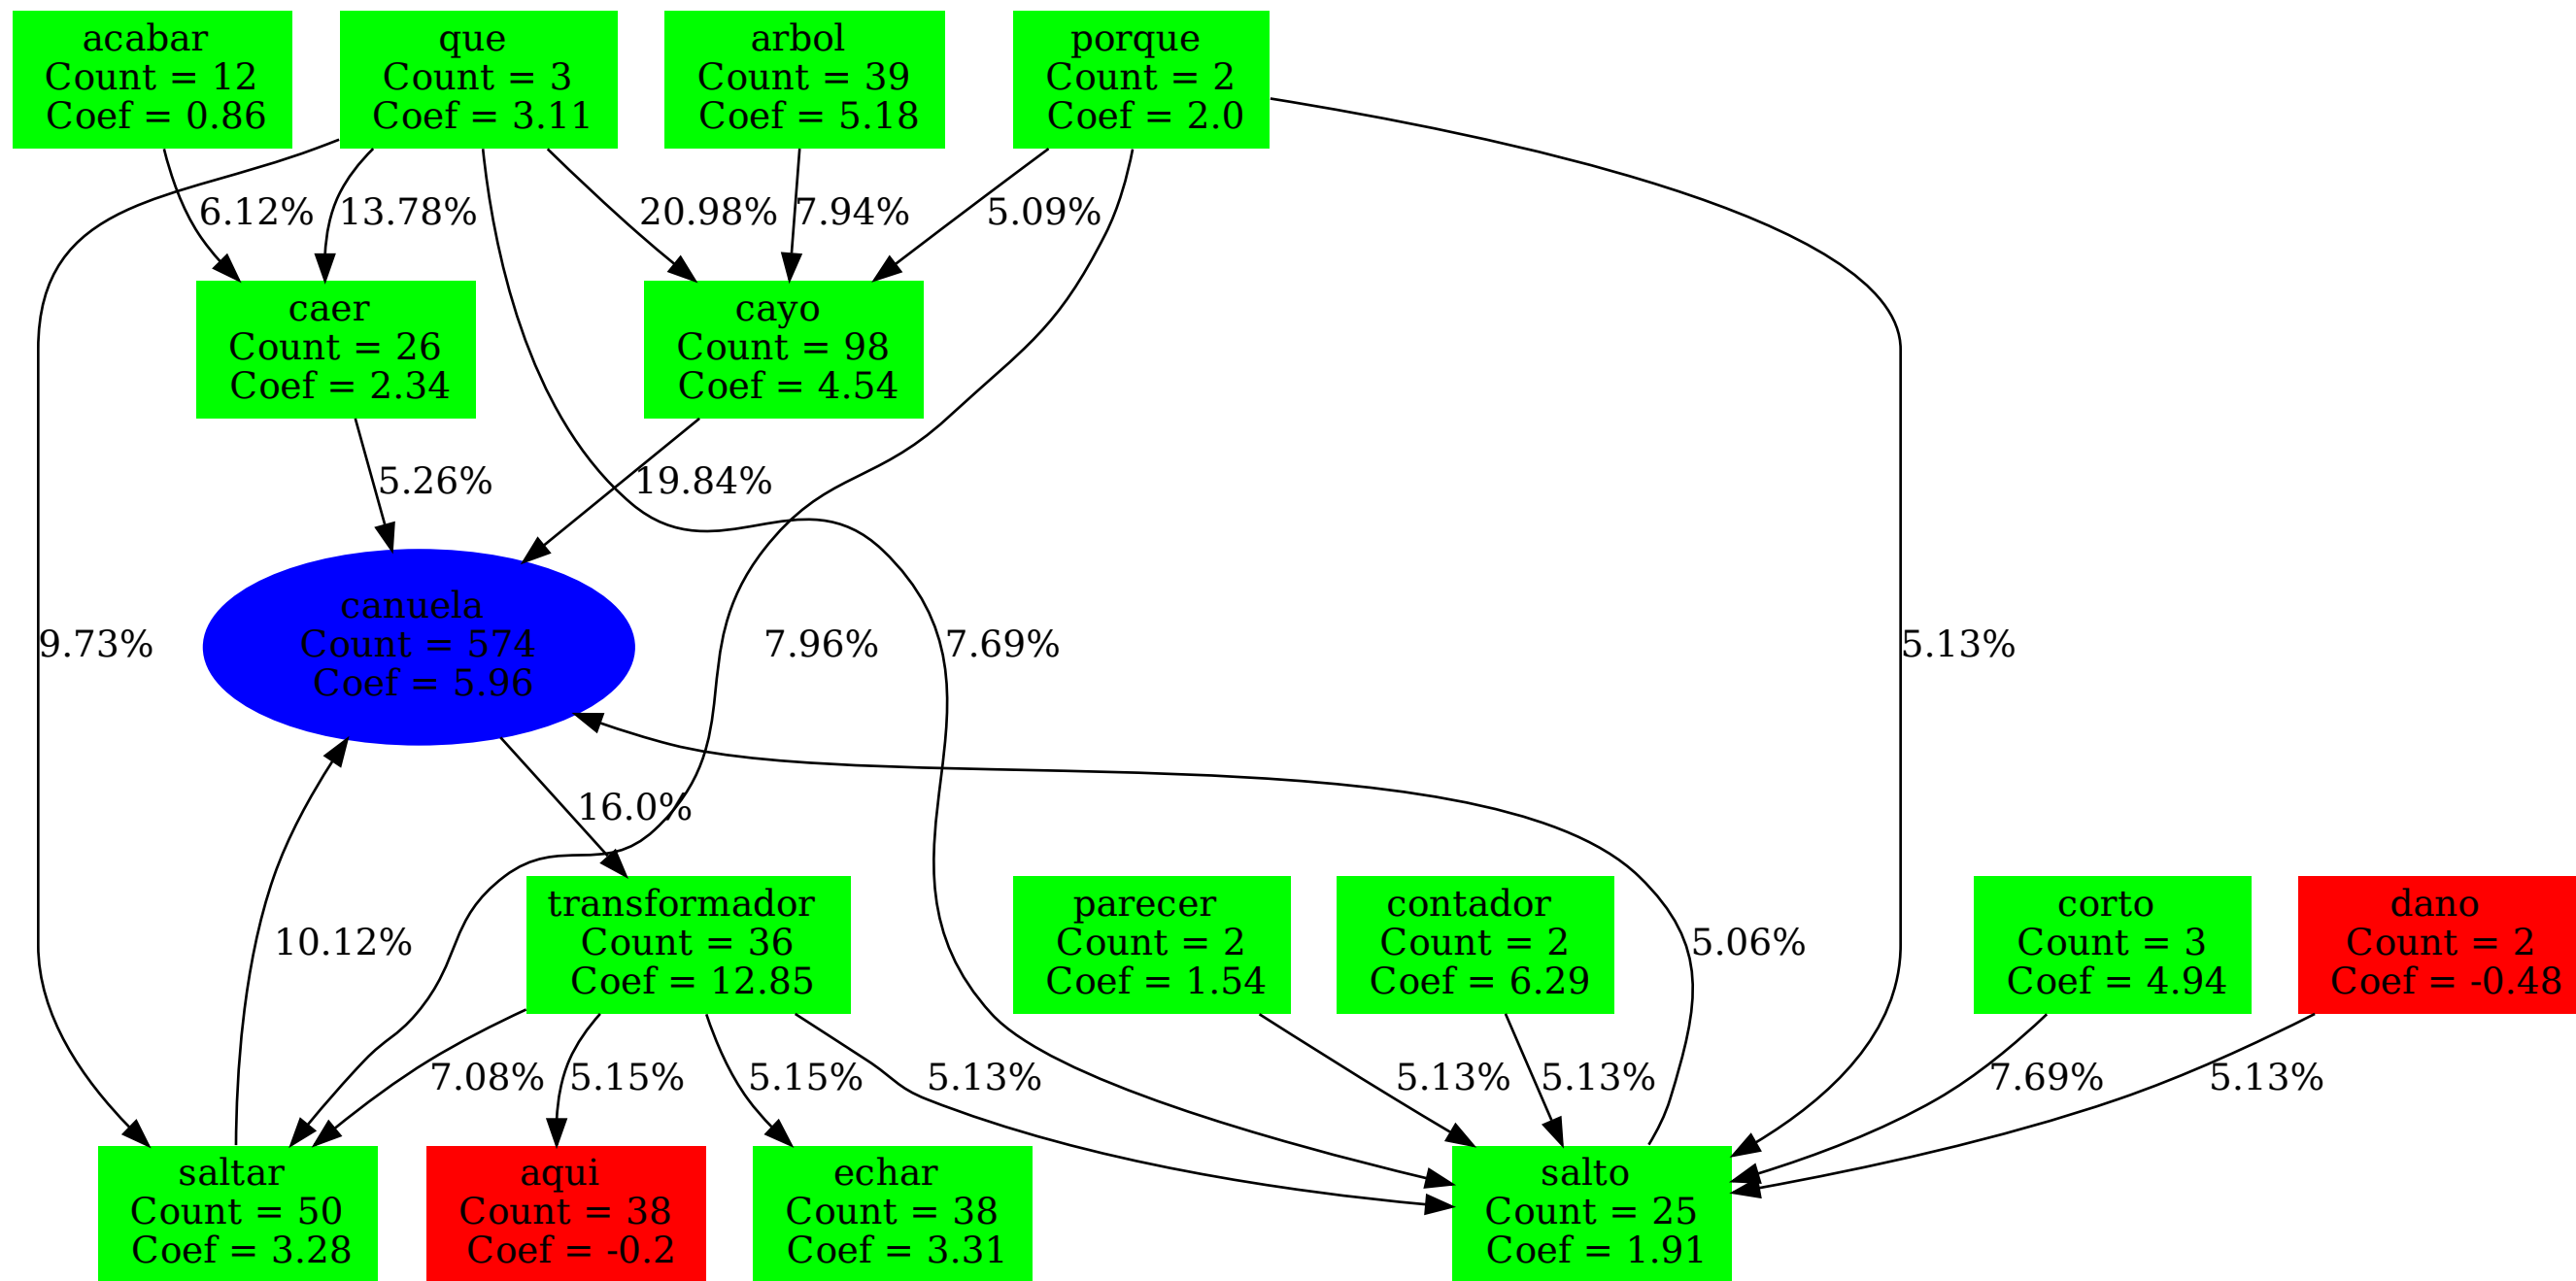 acabar
Count = 12
Coef = 0.86
que
Count = 3
Coef = 3.11
arbol
Count = 39
Coef = 5.18
porque
Count = 2
Coef = 2.0
6.12%
13.78%
20.98%
7.94%
5.09%
caer
Count = 26
Coef = 2.34
cayo
Count = 98
Coef = 4.54
5.26%
19.84%
9.73%
canuela
Count = 574
Coef = 5.96
7.96%
7.69%
5.13%
16.0%
10.12%
transformador
Count = 36
Coef = 12.85
parecer
Count = 2
Coef = 1.54
contador
Count = 2
Coef = 6.29
5.06%
corto
Count = 3
Coef = 4.94
dano
Count = 2
Coef = -0.48
7.08%
5.15%
5.15%
5.13%
5.13%
5.13%
7.69%
5.13%
saltar
Count = 50
Coef = 3.28
aqui
Count = 38
Coef = -0.2
echar
Count = 38
Coef = 3.31
salto
Count = 25
Coef = 1.91